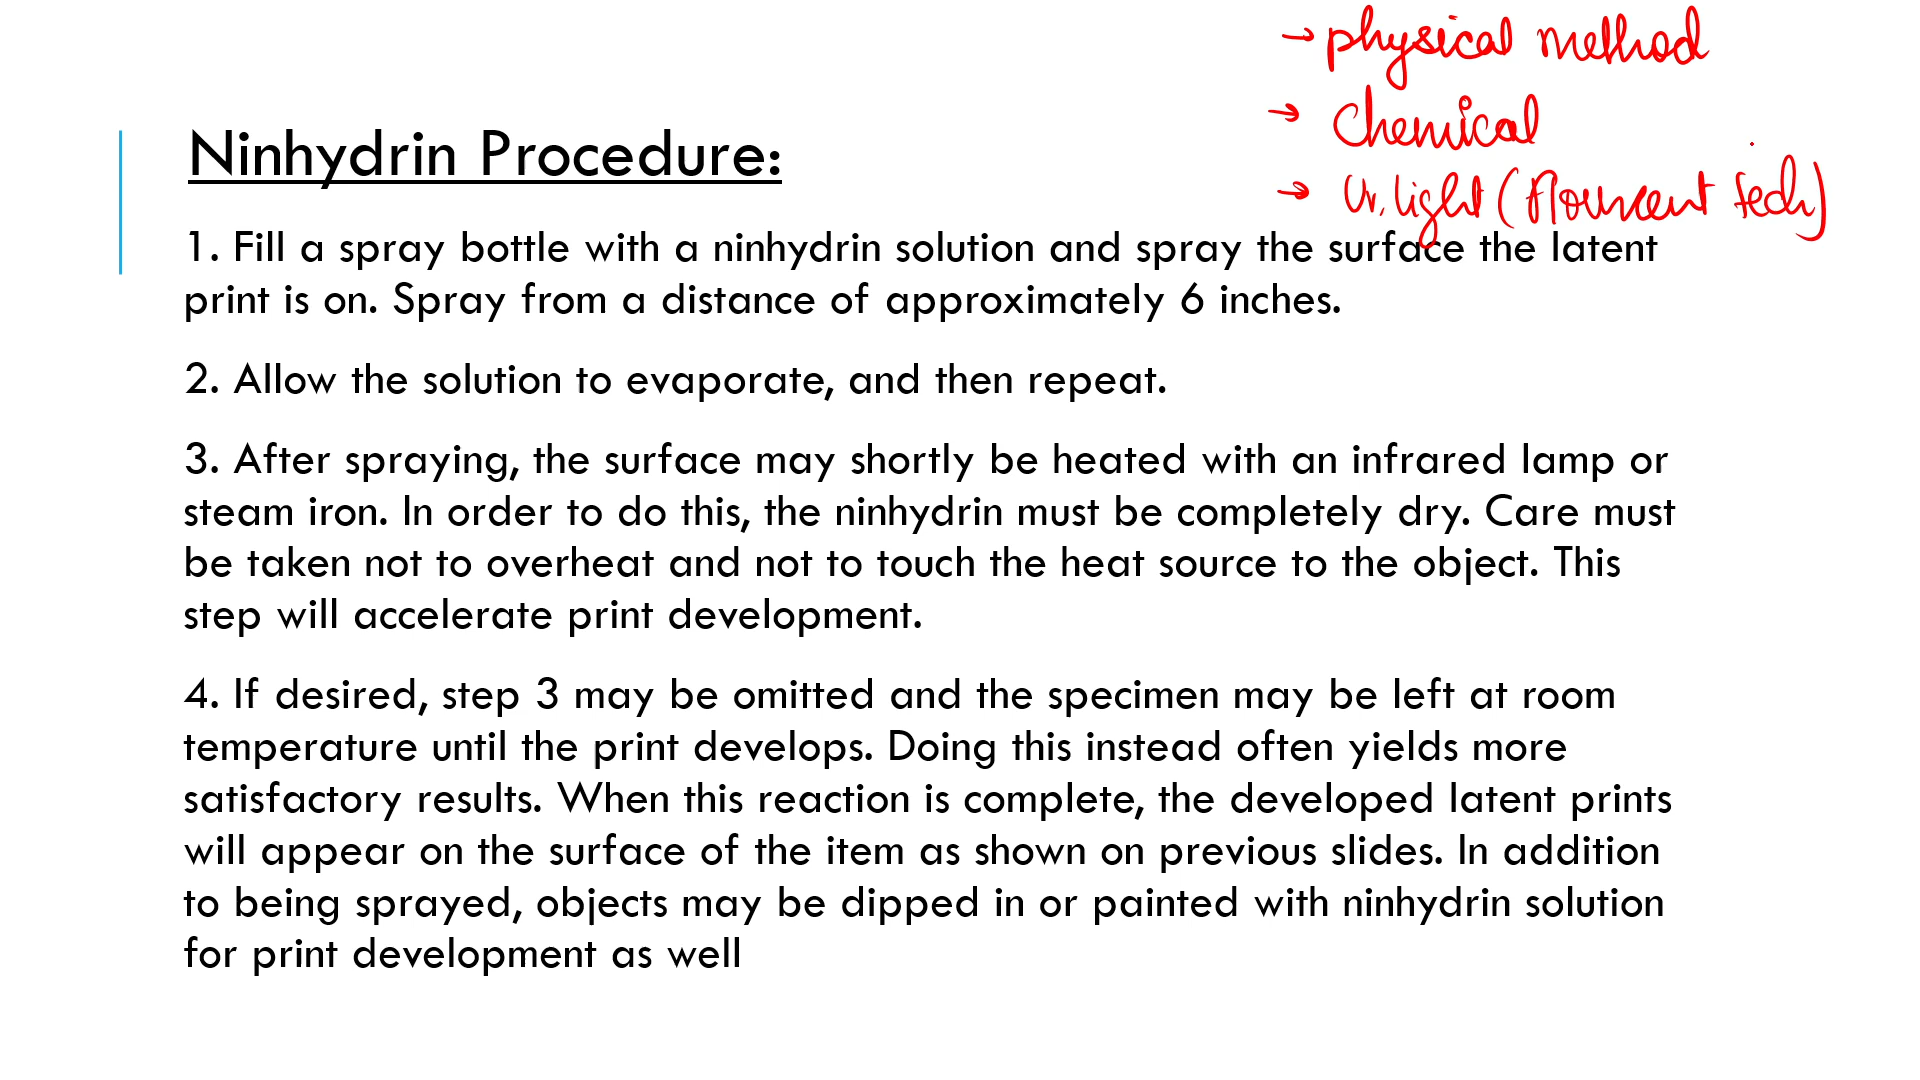 → physical method
→ Chemical
→ UV. Light (flourcent tech)
Ninhydrin Procedure:
1. Fill a spray bottle with a ninhydrin solution and spray the surface the latent
print is on. Spray from a distance of approximately 6 inches.
2. Allow the solution to evaporate, and then repeat.
3. After spraying, the surface may shortly be heated with an infrared lamp or
steam iron. In order to do this, the ninhydrin must be completely dry. Care must
be taken not to overheat and not to touch the heat source to the object. This
step will accelerate print development.
4. If desired, step 3 may be omitted and the specimen may be left at room
temperature until the print develops. Doing this instead often yields more
satisfactory results. When this reaction is complete, the developed latent prints
will appear on the surface of the item as shown on previous slides. In addition
to being sprayed, objects may be dipped in or painted with ninhydrin solution
for print development as well